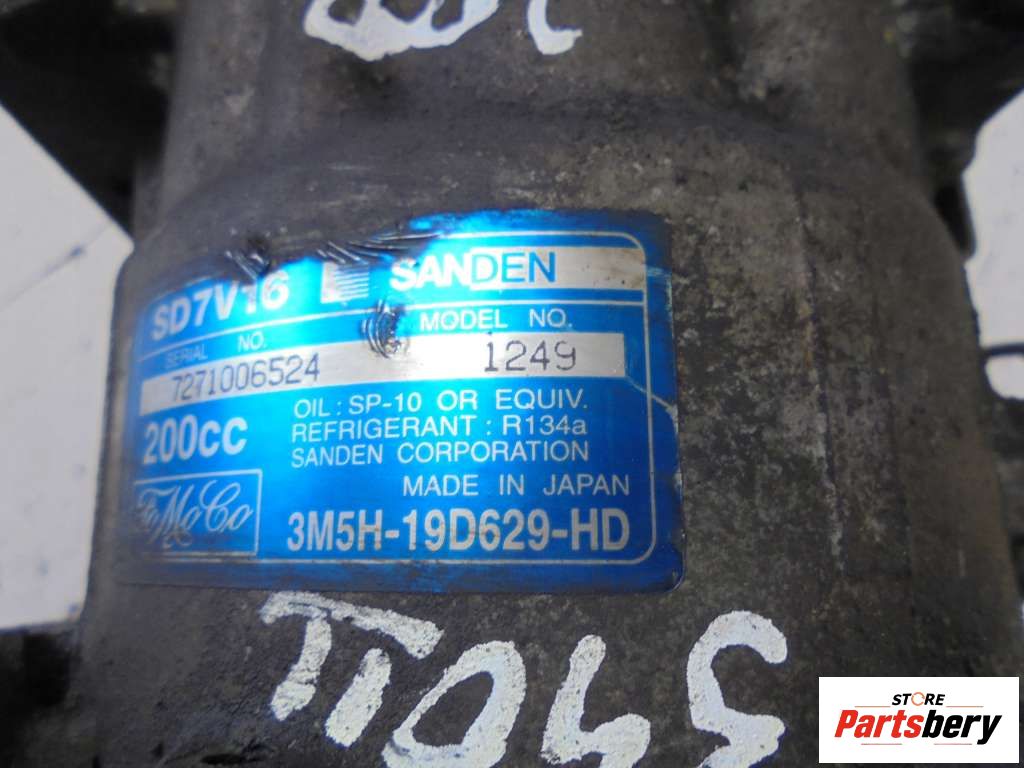 SD7V16 SANDEN
SERIAL NO. MODEL NO.
7271006524 1249
200cc
OIL : SP-10 OR EQUIV.
REFRIGERANT : R134a
SANDEN CORPORATION
MADE IN JAPAN
FoMoCo
3M5H-19D629-HD
S40II
STORE
Partsbery